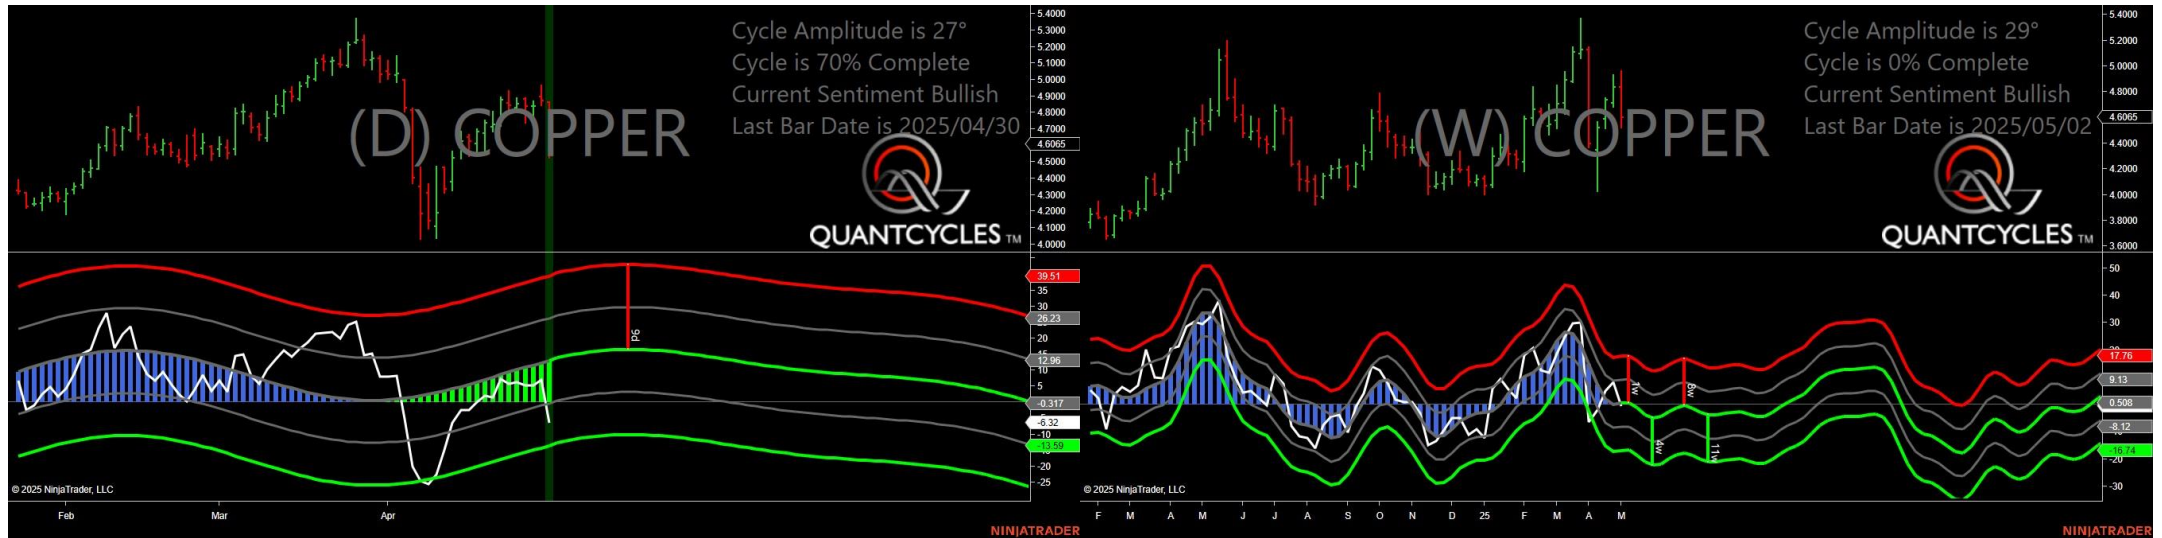 Cycle Amplitude is 27°
Cycle is 70% Complete
Current Sentiment Bullish
Last Bar Date is 2025/04/30
(D) COPPER
QUANTCYCLES TM
5.4000
5.3000
5.2000
5.1000
5.0000
4.9000
4.8000
4.7000
4.6065
4.5000
4.4000
4.3000
4.2000
4.1000
4.0000
39.51
35
30
26.23
20
15
12.96
10
5
-0.317
-6.32
-10
-13.59
-20
-25
9d
© 2025 NinjaTrader, LLC
Feb Mar Apr
NINJATRADER
Cycle Amplitude is 29°
Cycle is 0% Complete
Current Sentiment Bullish
Last Bar Date is 2025/05/02
(W) COPPER
QUANTCYCLES TM
5.4000
5.2000
5.0000
4.8000
4.6065
4.4000
4.2000
4.0000
3.8000
3.6000
50
40
30
17.76
9.13
0.508
-8.12
-16.74
-20
-30
1w
8w
4w
11w
© 2025 NinjaTrader, LLC
F M A M J J A S O N D 25 F M A M
NINJATRADER